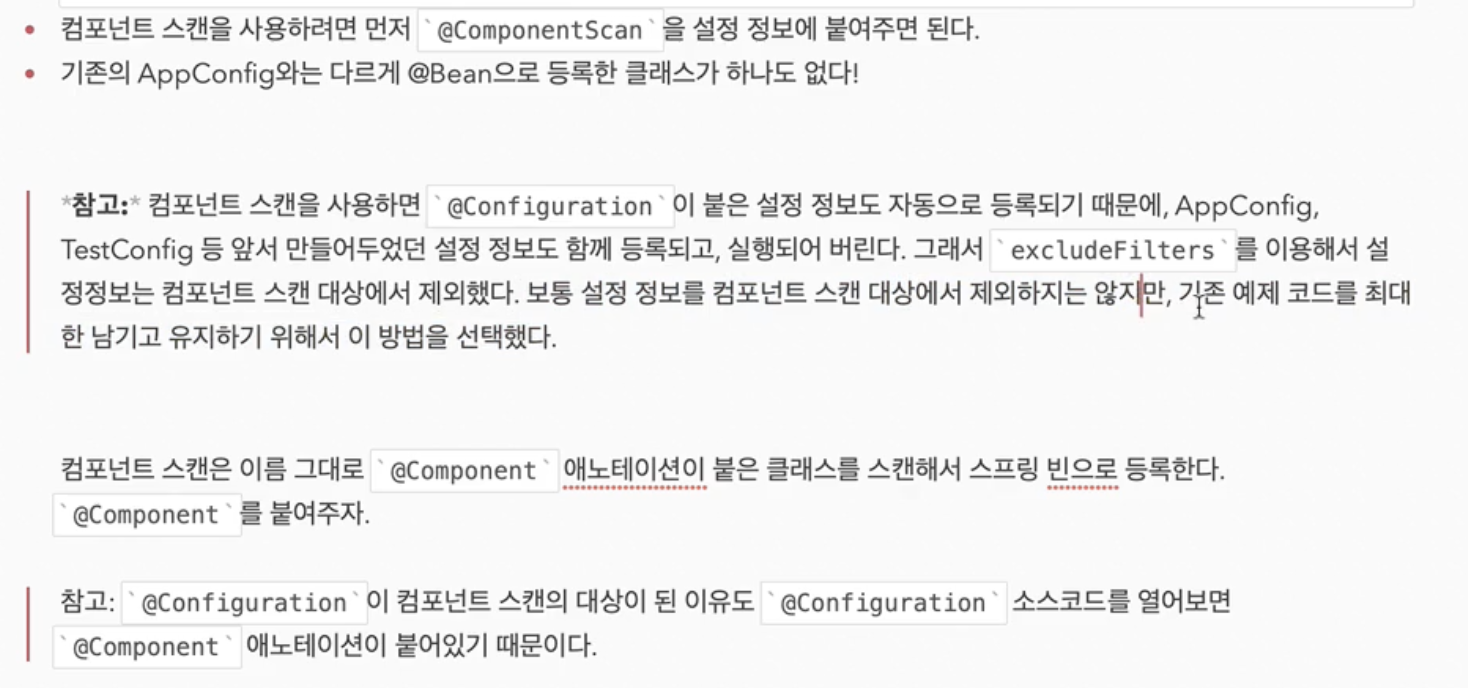 • 컴포넌트 스캔을 사용하려면 먼저 `@ComponentScan`을 설정 정보에 붙여주면 된다.
• 기존의 AppConfig와는 다르게 @Bean으로 등록한 클래스가 하나도 없다!
*참고:* 컴포넌트 스캔을 사용하면 `@Configuration`이 붙은 설정 정보도 자동으로 등록되기 때문에, AppConfig,
TestConfig 등 앞서 만들어두었던 설정 정보도 함께 등록되고, 실행되어 버린다. 그래서 `excludeFilters`를 이용해서 설
정정보는 컴포넌트 스캔 대상에서 제외했다. 보통 설정 정보를 컴포넌트 스캔 대상에서 제외하지는 않지만, 기존 예제 코드를 최대
한 남기고 유지하기 위해서 이 방법을 선택했다.
컴포넌트 스캔은 이름 그대로 `@Component` 애노테이션이 붙은 클래스를 스캔해서 스프링 빈으로 등록한다.
`@Component`를 붙여주자.
참고: `@Configuration`이 컴포넌트 스캔의 대상이 된 이유도 `@Configuration` 소스코드를 열어보면
`@Component` 애노테이션이 붙어있기 때문이다.